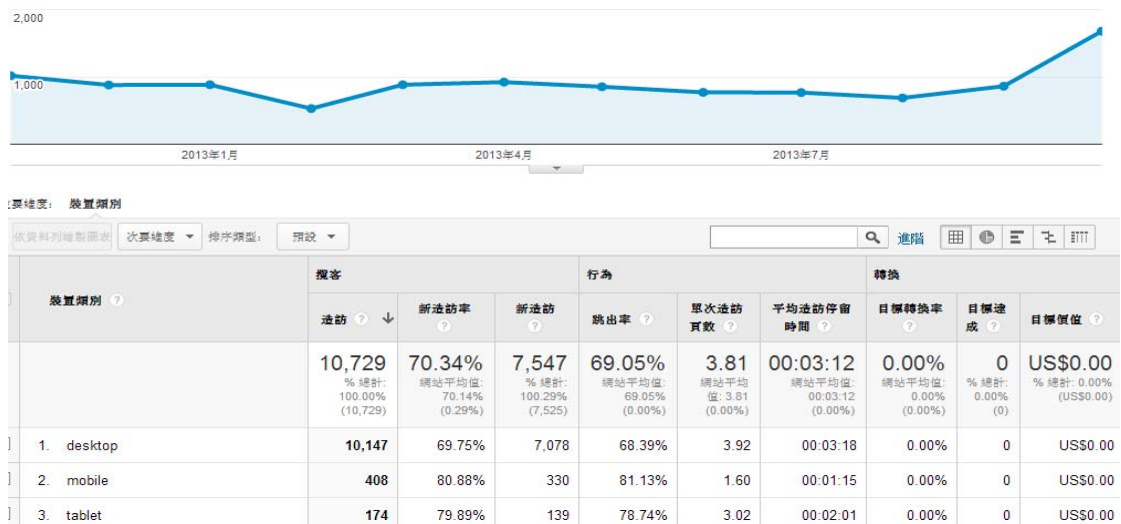 2,000
1,000
2013年1月
2013年4月
2013年7月
要維度： 裝置類別
依資料列繪製圖表 次要維度 排序類型： 預設 進階
裝置類別 ?
攬客 行為 轉換
造訪 ? 新造訪率 ? 新造訪 ? 跳出率 ? 單次造訪頁數 ? 平均造訪停留時間 ? 目標轉換率 ? 目標達成 ? 目標價值 ?
10,729 70.34% 7,547 69.05% 3.81 00:03:12 0.00% 0 US$0.00
% 總計: 網站平均值: % 總計: 網站平均值: 網站平均 網站平均值: 網站平均值: % 總計: % 總計: 0.00%
100.00% 70.14% 100.29% 69.05% 值: 3.81 00:03:12 0.00% 0.00% (US$0.00)
(10,729) (0.29%) (7,525) (0.00%) (0.00%) (0.00%) (0.00%) (0)
1. desktop 10,147 69.75% 7,078 68.39% 3.92 00:03:18 0.00% 0 US$0.00
2. mobile 408 80.88% 330 81.13% 1.60 00:01:15 0.00% 0 US$0.00
3. tablet 174 79.89% 139 78.74% 3.02 00:02:01 0.00% 0 US$0.00